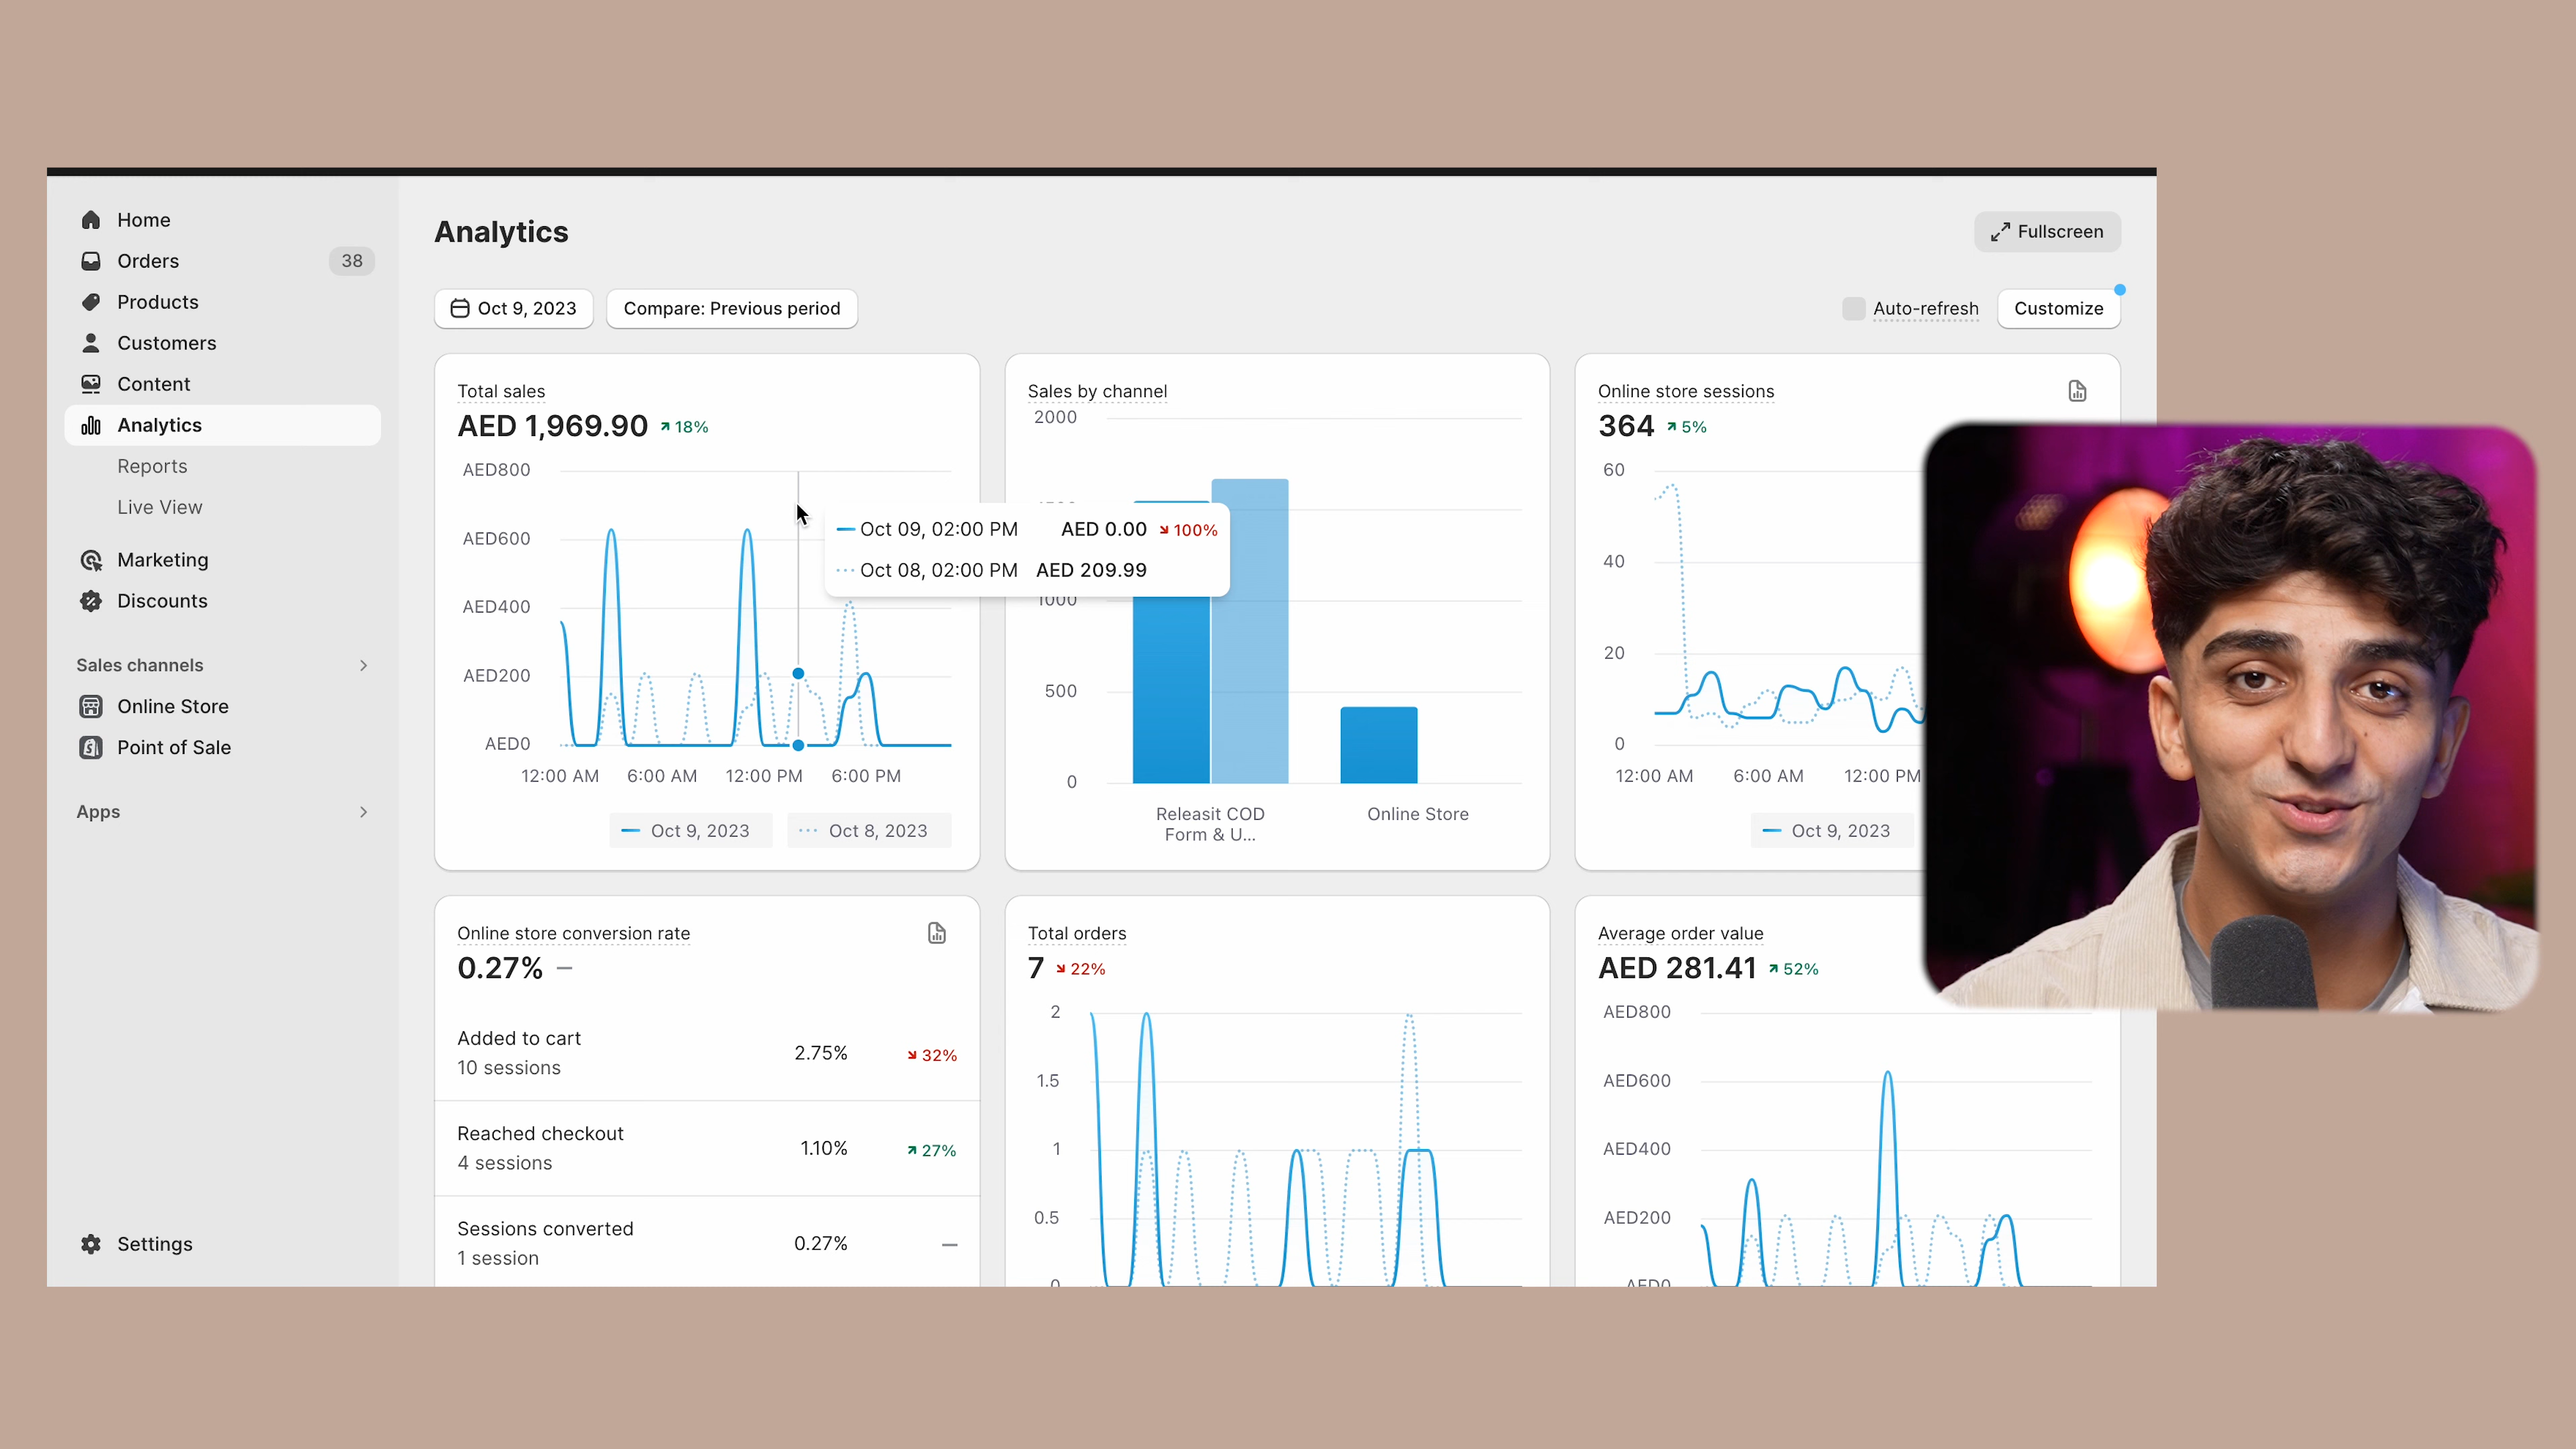 Home
Orders 38
Products
Customers
Content
Analytics
Reports
Live View
Marketing
Discounts
Sales channels
Online Store
Point of Sale
Apps
Settings
Analytics
Fullscreen
Oct 9, 2023
Compare: Previous period
Auto-refresh
Customize
Total sales
AED 1,969.90 18%
AED800
AED600
AED400
AED200
AED0
12:00 AM 6:00 AM 12:00 PM 6:00 PM
Oct 9, 2023 Oct 8, 2023
Oct 09, 02:00 PM AED 0.00 100%
Oct 08, 02:00 PM AED 209.99
Sales by channel
2000
1000
500
0
Releasit COD
Form & U...
Online Store
Online store sessions
364 5%
60
40
20
0
12:00 AM 6:00 AM 12:00 PM
Oct 9, 2023
Online store conversion rate
0.27% —
Added to cart
10 sessions
2.75% 32%
Reached checkout
4 sessions
1.10% 27%
Sessions converted
1 session
0.27% —
Total orders
7 22%
2
1.5
1
0.5
0
Average order value
AED 281.41 52%
AED800
AED600
AED400
AED200
AED0